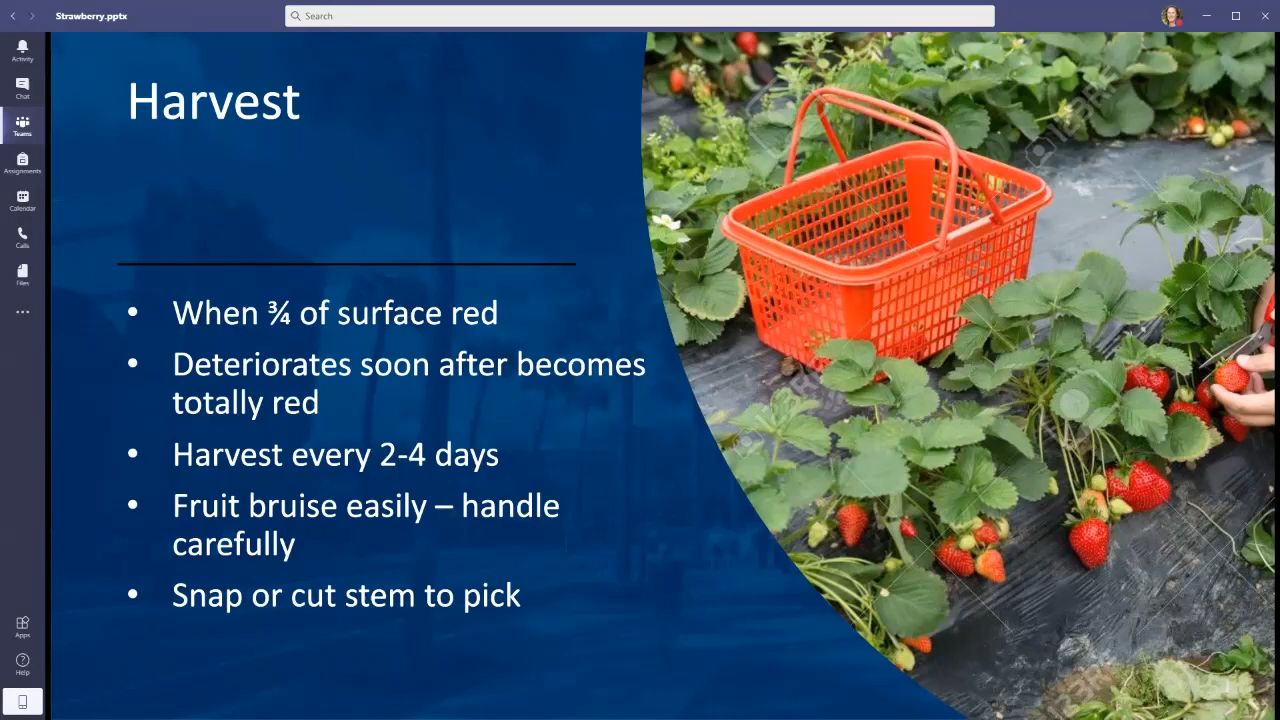 Strawberry.pptx
Search
Activity
Chat
Teams
Assignments
Calendar
Calls
Files
Apps
Help
Harvest
• When ¾ of surface red
• Deteriorates soon after becomes
totally red
• Harvest every 2-4 days
• Fruit bruise easily – handle
carefully
• Snap or cut stem to pick